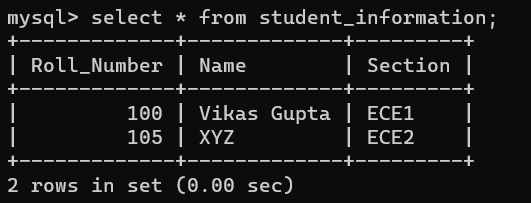 mysql> select * from student_information;
+-------------+-------------+---------+
| Roll_Number | Name        | Section |
+-------------+-------------+---------+
|         100 | Vikas Gupta | ECE1    |
|         105 | XYZ         | ECE2    |
+-------------+-------------+---------+
2 rows in set (0.00 sec)